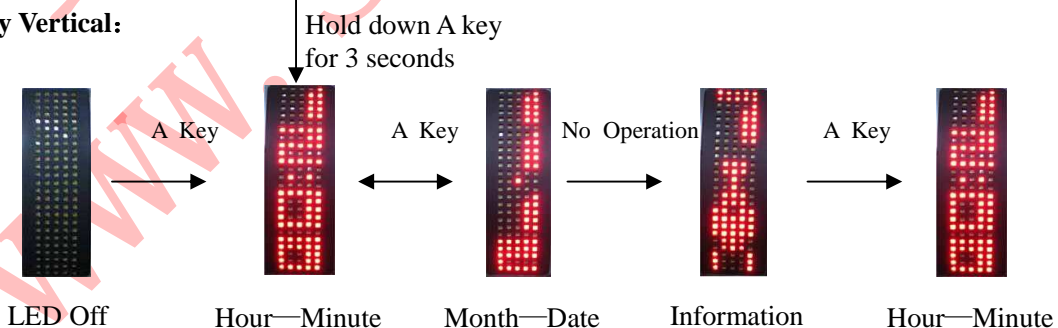 y Vertical：
Hold down A key
for 3 seconds
A Key
A Key
No Operation
A Key
LED Off
Hour—Minute
Month—Date
Information
Hour—Minute
www.